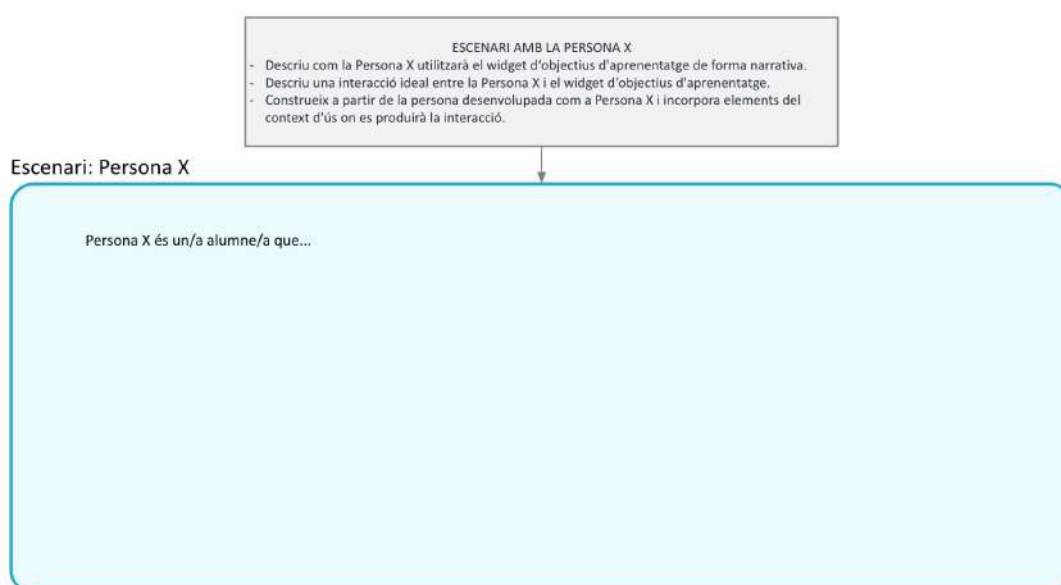 ESCENARI AMB LA PERSONA X
- Descriu com la Persona X utilitzarà el widget d'objectius d'aprenentatge de forma narrativa.
- Descriu una interacció ideal entre la Persona X i el widget d'objectius d'aprenentatge.
- Construeix a partir de la persona desenvolupada com a Persona X i incorpora elements del
context d'ús on es produirà la interacció.
Escenari: Persona X
Persona X és un/a alumne/a que...